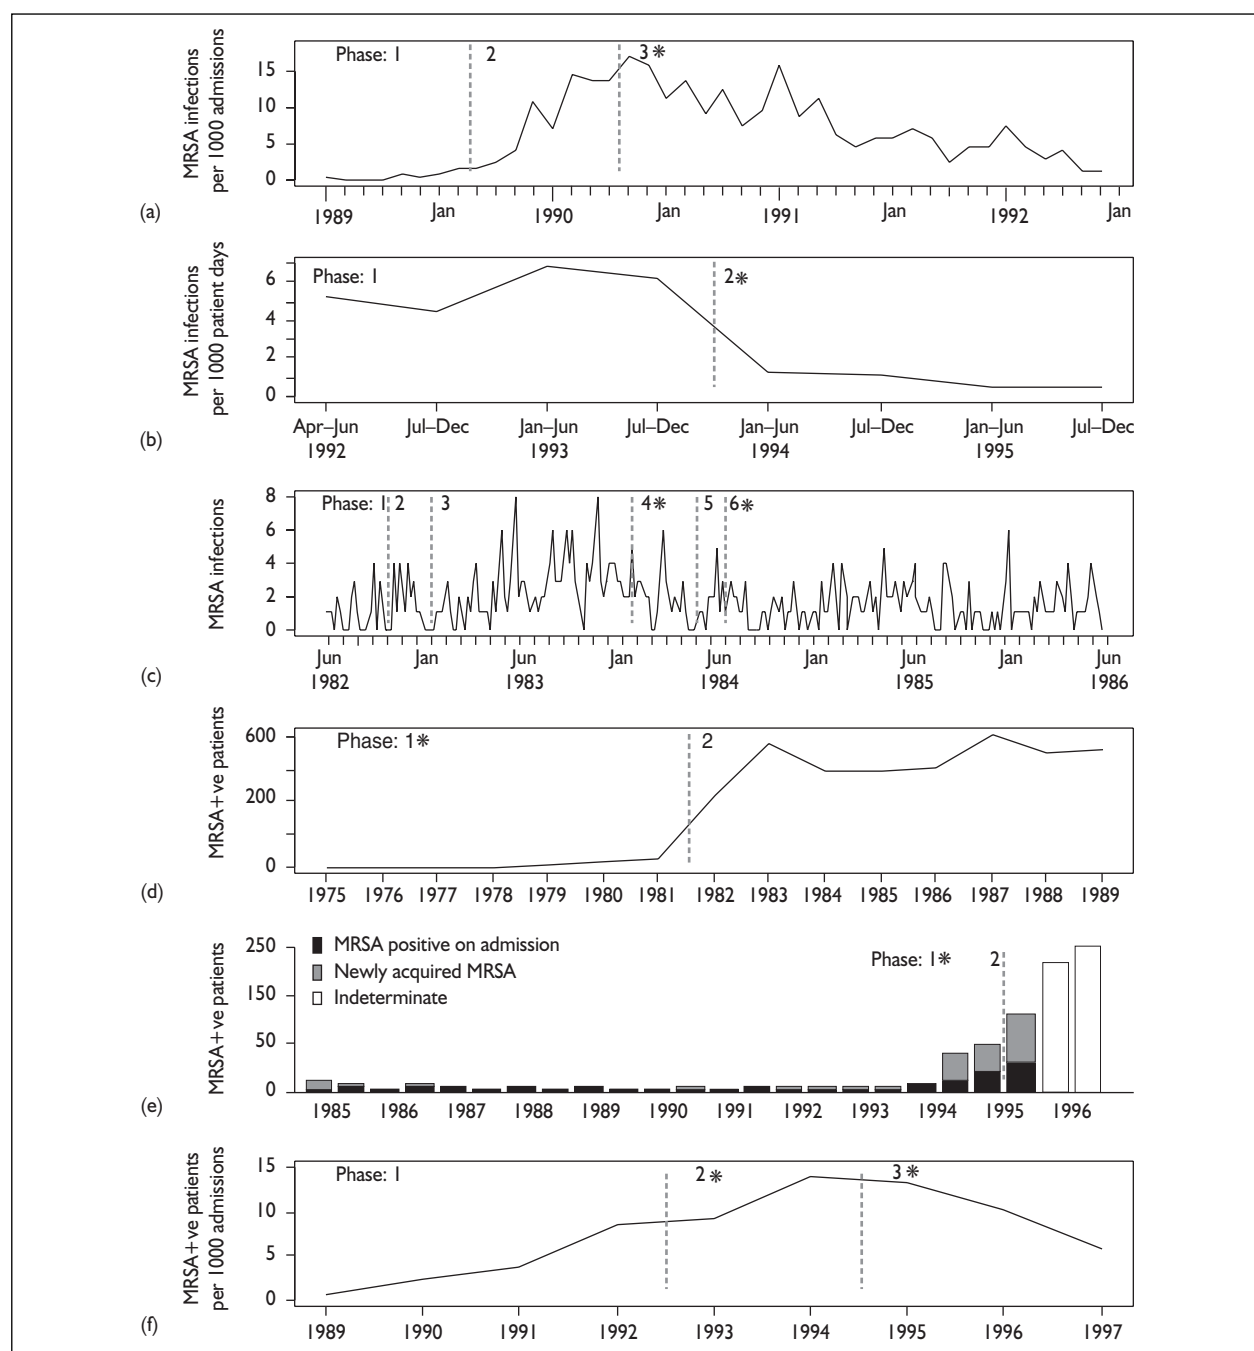 MRSA infections
per 1000 admissions
Phase: 1 2 3*
15
10
5
0
Jan Jan Jan Jan
1989 1990 1991 1992
(a)
MRSA infections
per 1000 patient days
Phase: 1 2*
6
4
2
0
Apr–Jun Jul–Dec Jan–Jun Jul–Dec Jan–Jun Jul–Dec Jan–Jun Jul–Dec
1992 1993 1994 1995
(b)
MRSA infections
Phase: 1 2 3 4* 5 6*
8
6
4
2
0
Jun Jan Jun Jan Jun Jan Jun Jan Jun
1982 1983 1984 1985 1986
(c)
MRSA+ve patients
Phase: 1* 2
600
200
0
1975 1976 1977 1978 1979 1980 1981 1982 1983 1984 1985 1986 1987 1988 1989
(d)
MRSA+ve patients
MRSA positive on admission
Newly acquired MRSA
Indeterminate
Phase: 1* 2
250
150
50
0
1985 1986 1987 1988 1989 1990 1991 1992 1993 1994 1995 1996
(e)
MRSA+ve patients
per 1000 admissions
Phase: 1 2* 3*
15
10
5
0
1989 1990 1991 1992 1993 1994 1995 1996 1997
(f)